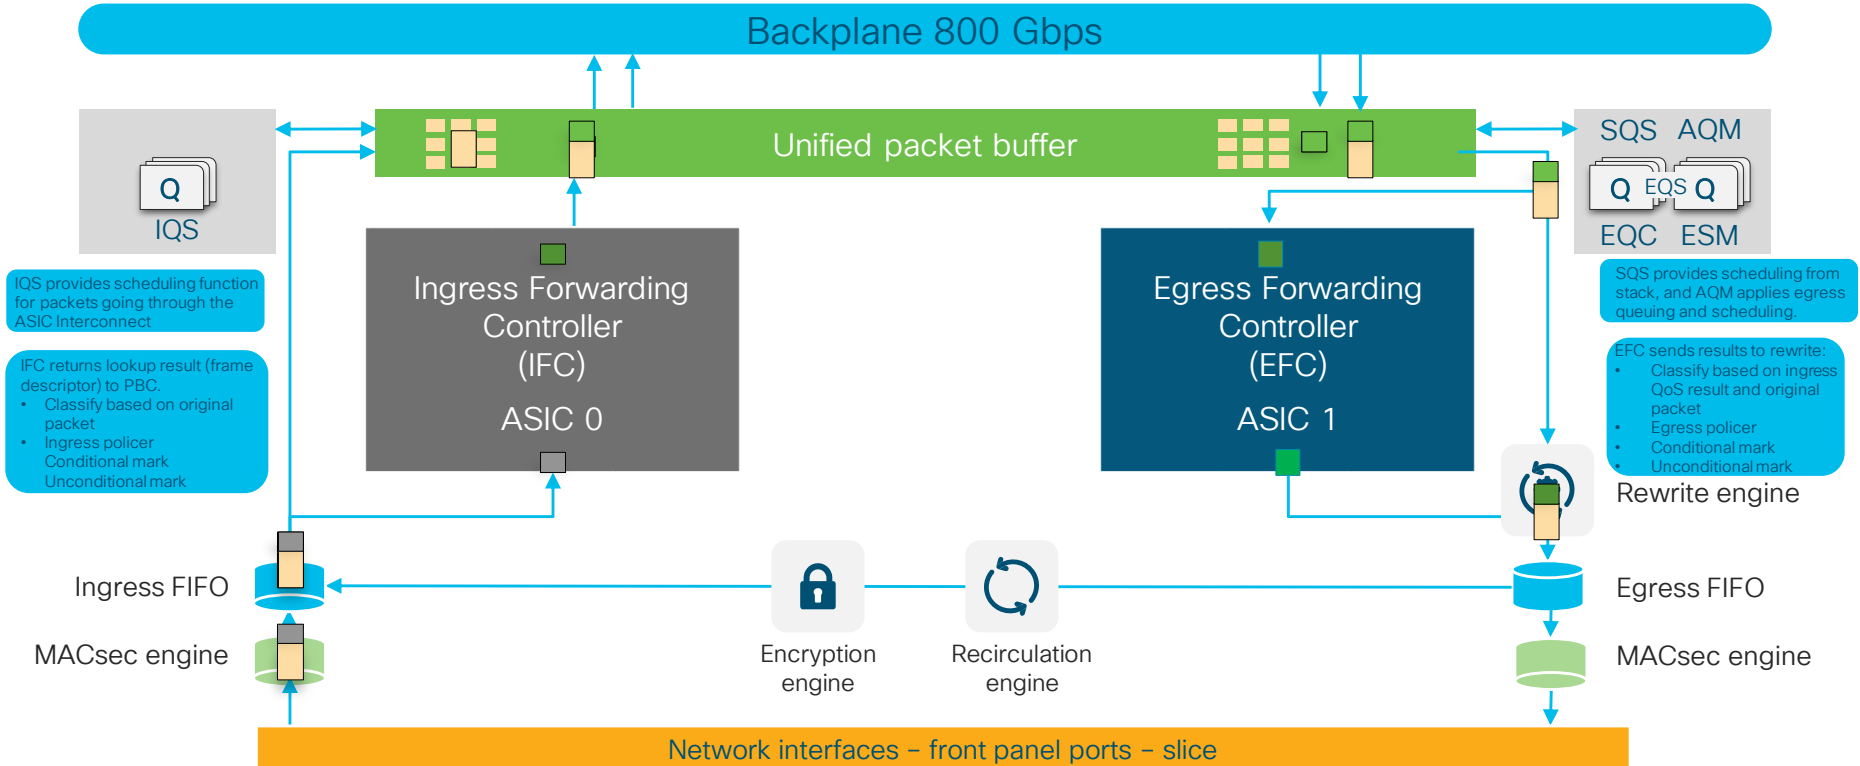 Backplane 800 Gbps
Unified packet buffer
Q
IQS
SQS AQM
Q EQS Q
EQC ESM
IQS provides scheduling function
for packets going through the
ASIC Interconnect
IFC returns lookup result (frame
descriptor) to PBC.
• Classify based on original
packet
• Ingress policer
Conditional mark
Unconditional mark
Ingress Forwarding
Controller
(IFC)
ASIC 0
Egress Forwarding
Controller
(EFC)
ASIC 1
SQS provides scheduling from
stack, and AQM applies egress
queuing and scheduling.
EFC sends results to rewrite:
• Classify based on ingress
QoS result and original
packet
• Egress policer
• Conditional mark
• Unconditional mark
Rewrite engine
Ingress FIFO
Egress FIFO
MACsec engine
Encryption
engine
Recirculation
engine
MACsec engine
Network interfaces – front panel ports – slice